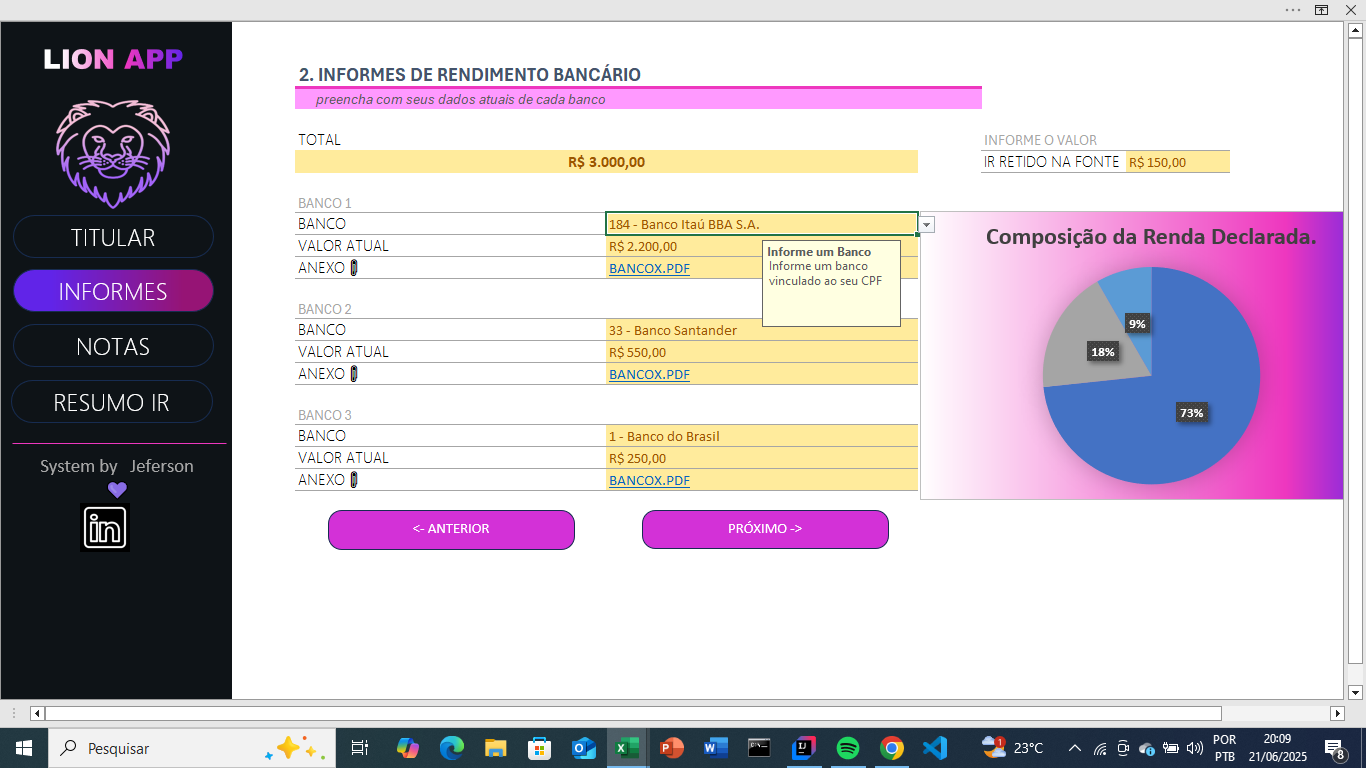 LION APP
TITULAR
INFORMES
NOTAS
RESUMO IR
System by Jeferson
in
2. INFORMES DE RENDIMENTO BANCÁRIO
preencha com seus dados atuais de cada banco
TOTAL
R$ 3.000,00
INFORME O VALOR
IR RETIDO NA FONTE R$ 150,00
BANCO 1
BANCO 184 - Banco Itaú BBA S.A.
VALOR ATUAL R$ 2.200,00
ANEXO BANCOX.PDF
Informe um Banco
Informe um banco
vinculado ao seu CPF
BANCO 2
BANCO 33 - Banco Santander
VALOR ATUAL R$ 550,00
ANEXO BANCOX.PDF
BANCO 3
BANCO 1 - Banco do Brasil
VALOR ATUAL R$ 250,00
ANEXO BANCOX.PDF
Composição da Renda Declarada.
9%
18%
73%
<- ANTERIOR
PRÓXIMO ->
Pesquisar
23°C
POR
PTB
20:09
21/06/2025
8